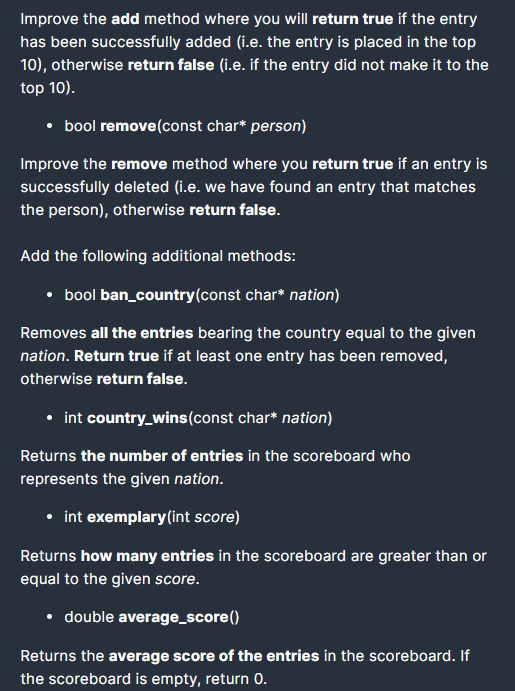 Improve the add method where you will return true if the entry
has been successfully added (i.e. the entry is placed in the top
10), otherwise return false (i.e. if the entry did not make it to the
top 10).
• bool remove(const char* person)
Improve the remove method where you return true if an entry is
successfully deleted (i.e. we have found an entry that matches
the person), otherwise return false.
Add the following additional methods:
• bool ban_country(const char* nation)
Removes all the entries bearing the country equal to the given
nation. Return true if at least one entry has been removed,
otherwise return false.
• int country_wins(const char* nation)
Returns the number of entries in the scoreboard who
represents the given nation.
• int exemplary(int score)
Returns how many entries in the scoreboard are greater than or
equal to the given score.
• double average_score()
Returns the average score of the entries in the scoreboard. If
the scoreboard is empty, return 0.